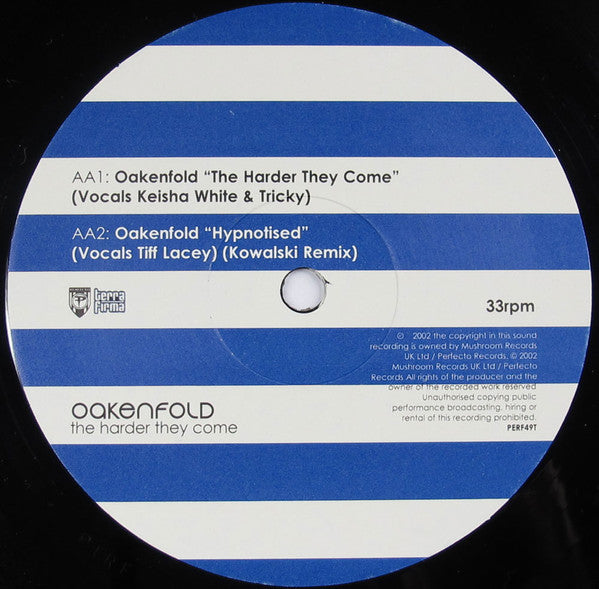 AA1: Oakenfold “The Harder They Come”
(Vocals Keisha White & Tricky)
AA2: Oakenfold “Hypnotised”
(Vocals Tiff Lacey) (Kowalski Remix)
terra
firma
33rpm
℗ 2002 the copyright in this sound
recording is owned by Mushroom Records
UK Ltd / Perfecto Records. © 2002
Mushroom Records UK Ltd / Perfecto
Records All rights of the producer and the
owner of the recorded work reserved
Unauthorised copying public
performance broadcasting. hiring or
rental of this recording prohibited.
PERF49T
OAKENFOLD
the harder they come